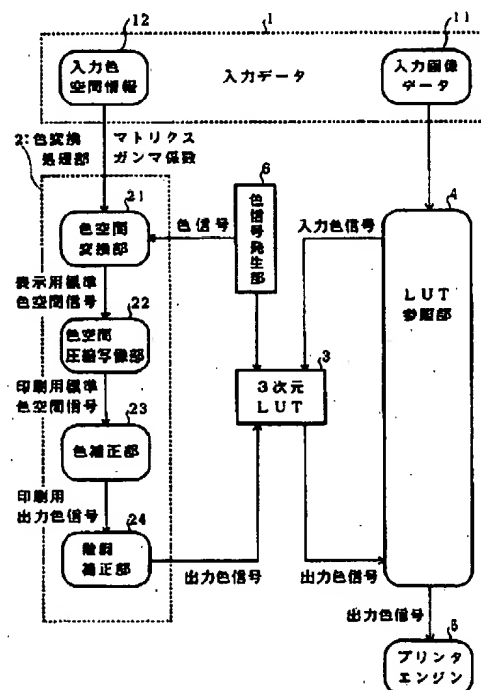 12
1
11
入力色
空間情報
入力データ
入力画像
データ
2:色変換
処理部
マトリクス
ガンマ係数
21
色空間
変換部
色信号
6
色信号発生部
入力色信号
4
LUT
参照部
表示用標準
色空間信号
22
色空間
圧縮写像部
3
3次元
LUT
印刷用標準
色空間信号
23
色補正部
印刷用
出力色信号
24
階調
補正部
出力色信号
出力色信号
出力色信号
5
プリンタ
エンジン